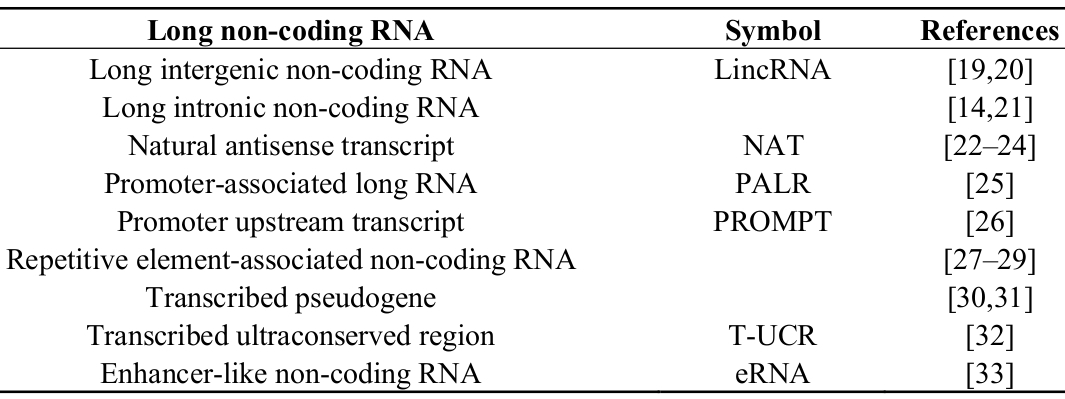 Long non-coding RNA Symbol References
Long intergenic non-coding RNA LincRNA [19,20]
Long intronic non-coding RNA [14,21]
Natural antisense transcript NAT [22–24]
Promoter-associated long RNA PALR [25]
Promoter upstream transcript PROMPT [26]
Repetitive element-associated non-coding RNA [27–29]
Transcribed pseudogene [30,31]
Transcribed ultraconserved region T-UCR [32]
Enhancer-like non-coding RNA eRNA [33]